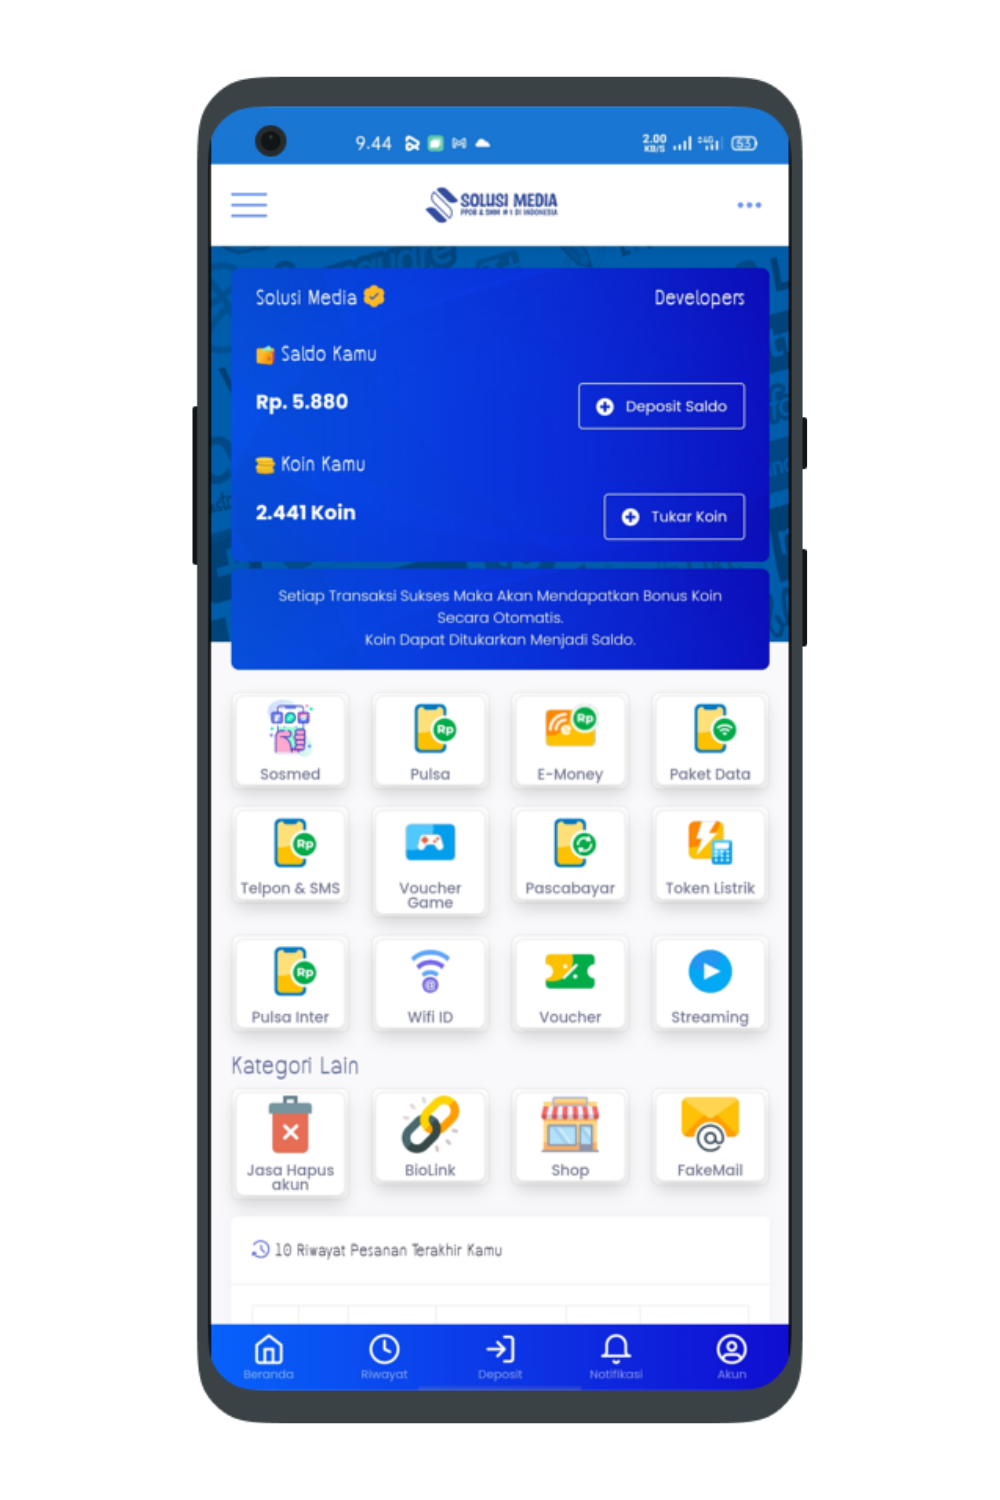 9.44
2.00
KB/S
4G
53
SOLUSI MEDIA
PPOB & SMM #1 DI INDONESIA
Solusi Media
Developers
Saldo Kamu
Rp. 5.880
Deposit Saldo
Koin Kamu
2.441 Koin
Tukar Koin
Setiap Transaksi Sukses Maka Akan Mendapatkan Bonus Koin
Secara Otomatis.
Koin Dapat Ditukarkan Menjadi Saldo.
Rp
Rp
Sosmed
Pulsa
E-Money
Paket Data
Rp
Telpon & SMS
Voucher
Game
Pascabayar
Token Listrik
Rp
Pulsa Inter
Wifi ID
Voucher
Streaming
Kategori Lain
Jasa Hapus
akun
BioLink
Shop
FakeMail
10 Riwayat Pesanan Terakhir Kamu
Beranda
Riwayat
Deposit
Notifikasi
Akun